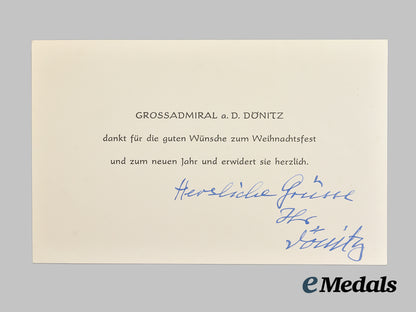 GROSSADMIRAL a. D. DÖNITZ
dankt für die guten Wünsche zum Weihnachtsfest
und zum neuen Jahr und erwidert sie herzlich.
Herzliche Grüsse
Ihr
Dönitz
eMedals